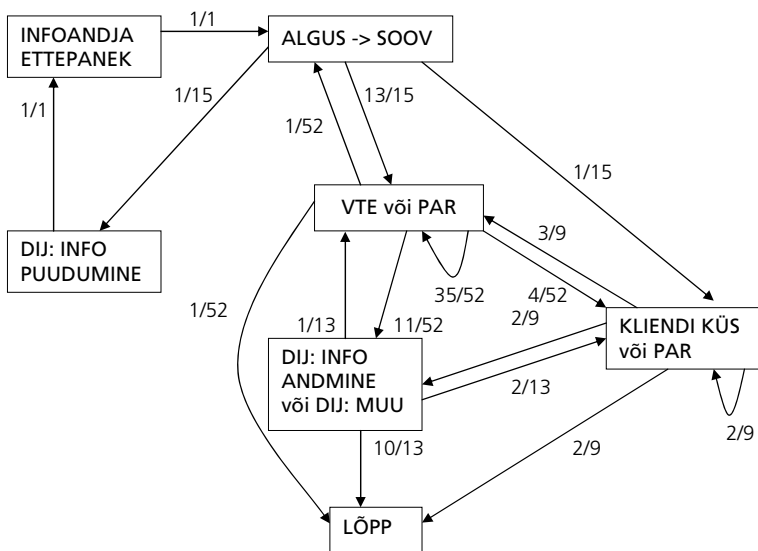 1/1
INFOANDJA
ETTEPANEK
ALGUS -> SOOV
1/1
1/15
1/52
13/15
1/15
VTE või PAR
DIJ: INFO
PUUDUMINE
3/9
35/52
4/52
1/52
1/13
11/52
2/9
KLIENDI KÜS
või PAR
DIJ: INFO
ANDMINE
või DIJ: MUU
2/13
2/9
10/13
2/9
LÕPP